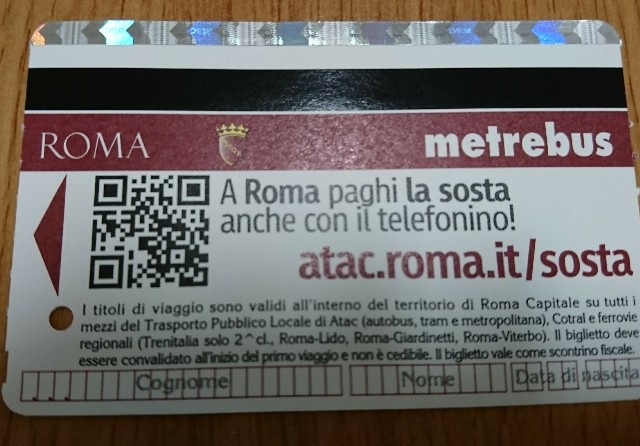 ROMA metrebus
A Roma paghi la sosta
anche con il telefonino!
atac.roma.it/sosta
I titoli di viaggio sono validi all'interno del territorio di Roma Capitale su tutti i
mezzi del Trasporto Pubblico Locale di Atac (autobus, tram e metropolitana), Cotral e ferrovie
regionali (Trenitalia solo 2^cl., Roma-Lido, Roma-Giardinetti, Roma-Viterbo). Il biglietto deve
essere convalidato all'inizio del primo viaggio e non è cedibile. Il biglietto vale come scontrino fiscale.
Cognome Nome Data di nascita